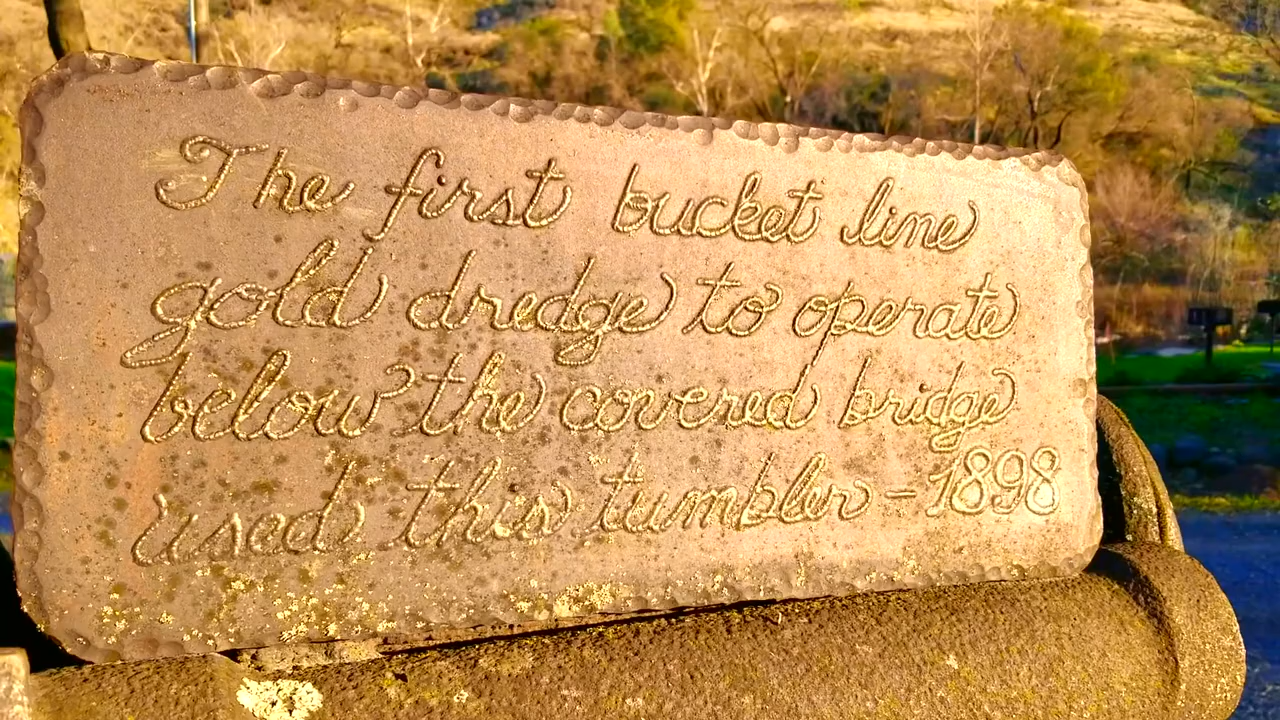 The first bucket line
gold dredge to operate
below the covered bridge
used this tumbler - 1898